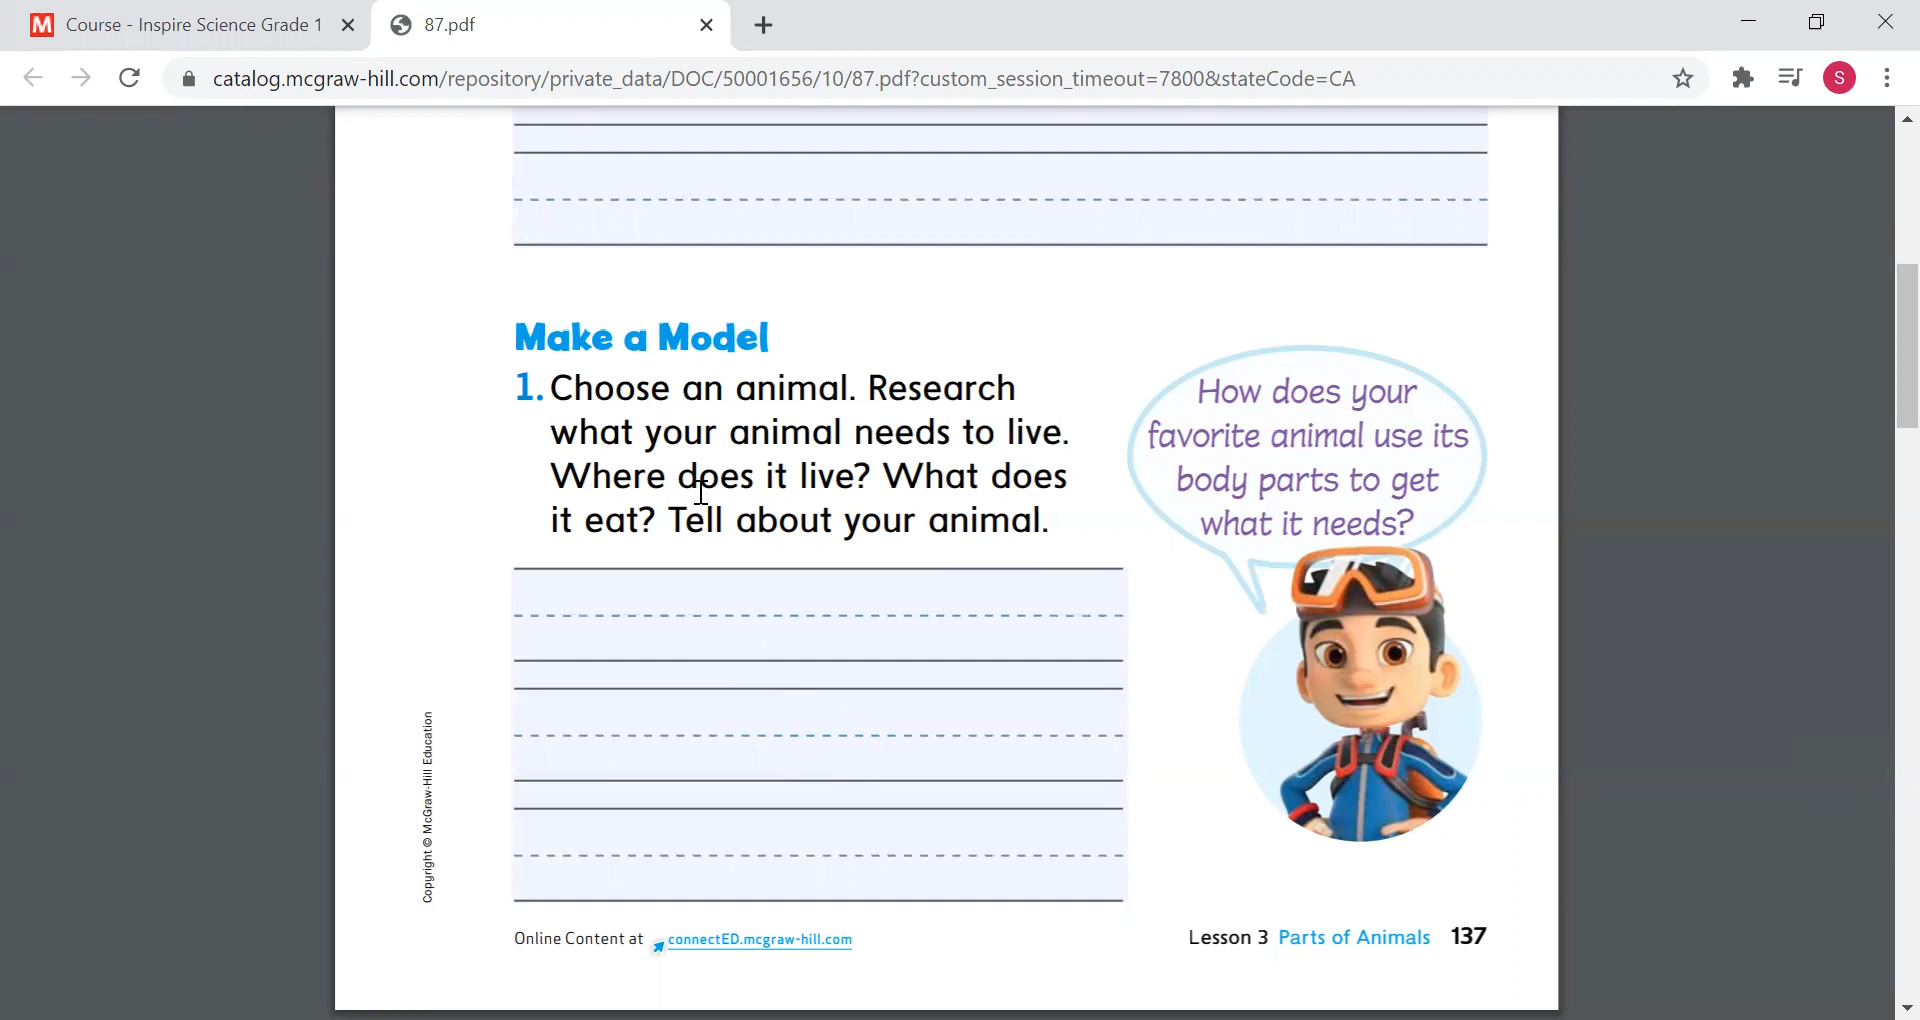 Course - Inspire Science Grade 1
87.pdf
catalog.mcgraw-hill.com/repository/private_data/DOC/50001656/10/87.pdf?custom_session_timeout=7800&stateCode=CA
S
Make a Model
1. Choose an animal. Research
what your animal needs to live.
Where does it live? What does
it eat? Tell about your animal.
How does your
favorite animal use its
body parts to get
what it needs?
Copyright © McGraw-Hill Education
Online Content at connectED.mcgraw-hill.com
Lesson 3 Parts of Animals 137